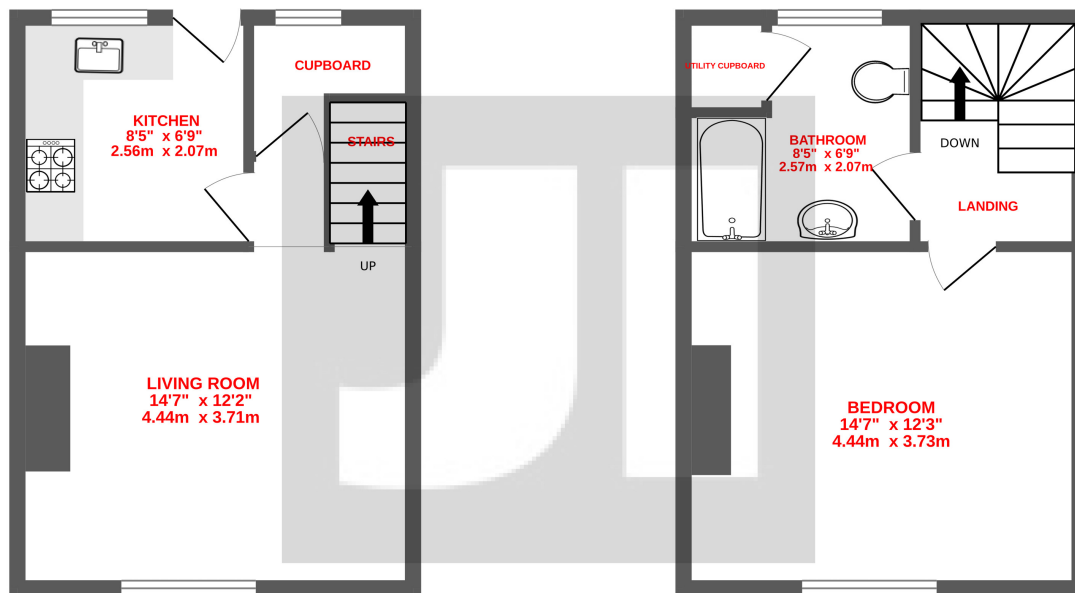 CUPBOARD
KITCHEN
8'5" x 6'9"
2.56m x 2.07m
STAIRS
UP
LIVING ROOM
14'7" x 12'2"
4.44m x 3.71m
UTILITY CUPBOARD
BATHROOM
8'5" x 6'9"
2.57m x 2.07m
DOWN
LANDING
BEDROOM
14'7" x 12'3"
4.44m x 3.73m